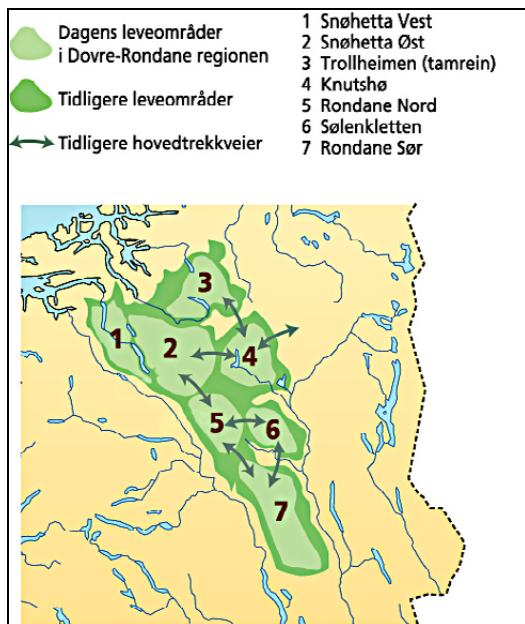 Dagens leveområder
i Dovre-Rondane regionen
Tidligere leveområder
Tidligere hovedtrekkveier
1 Snøhetta Vest
2 Snøhetta Øst
3 Trollheimen (tamrein)
4 Knutshø
5 Rondane Nord
6 Sølenkletten
7 Rondane Sør
3
1
2
4
5
6
7